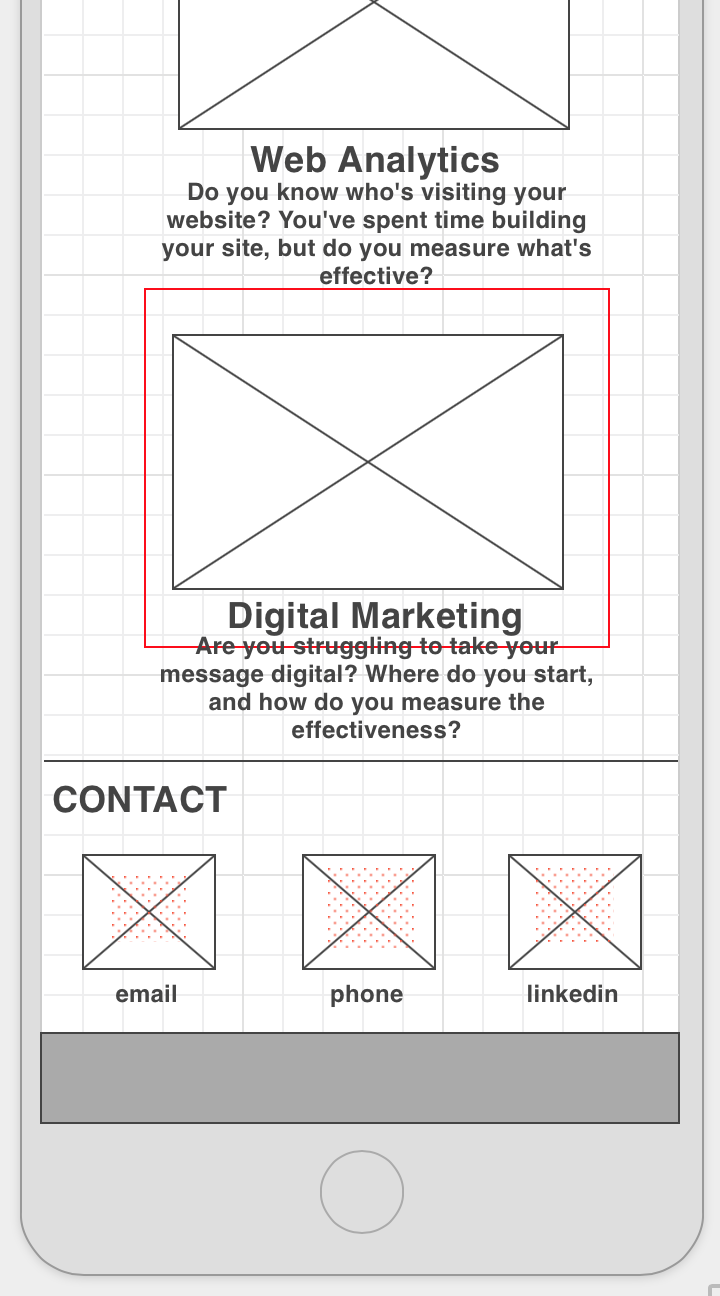 Web Analytics
Do you know who's visiting your
website? You've spent time building
your site, but do you measure what's
effective?
Digital Marketing
Are you struggling to take your
message digital? Where do you start,
and how do you measure the
effectiveness?
CONTACT
email phone linkedin